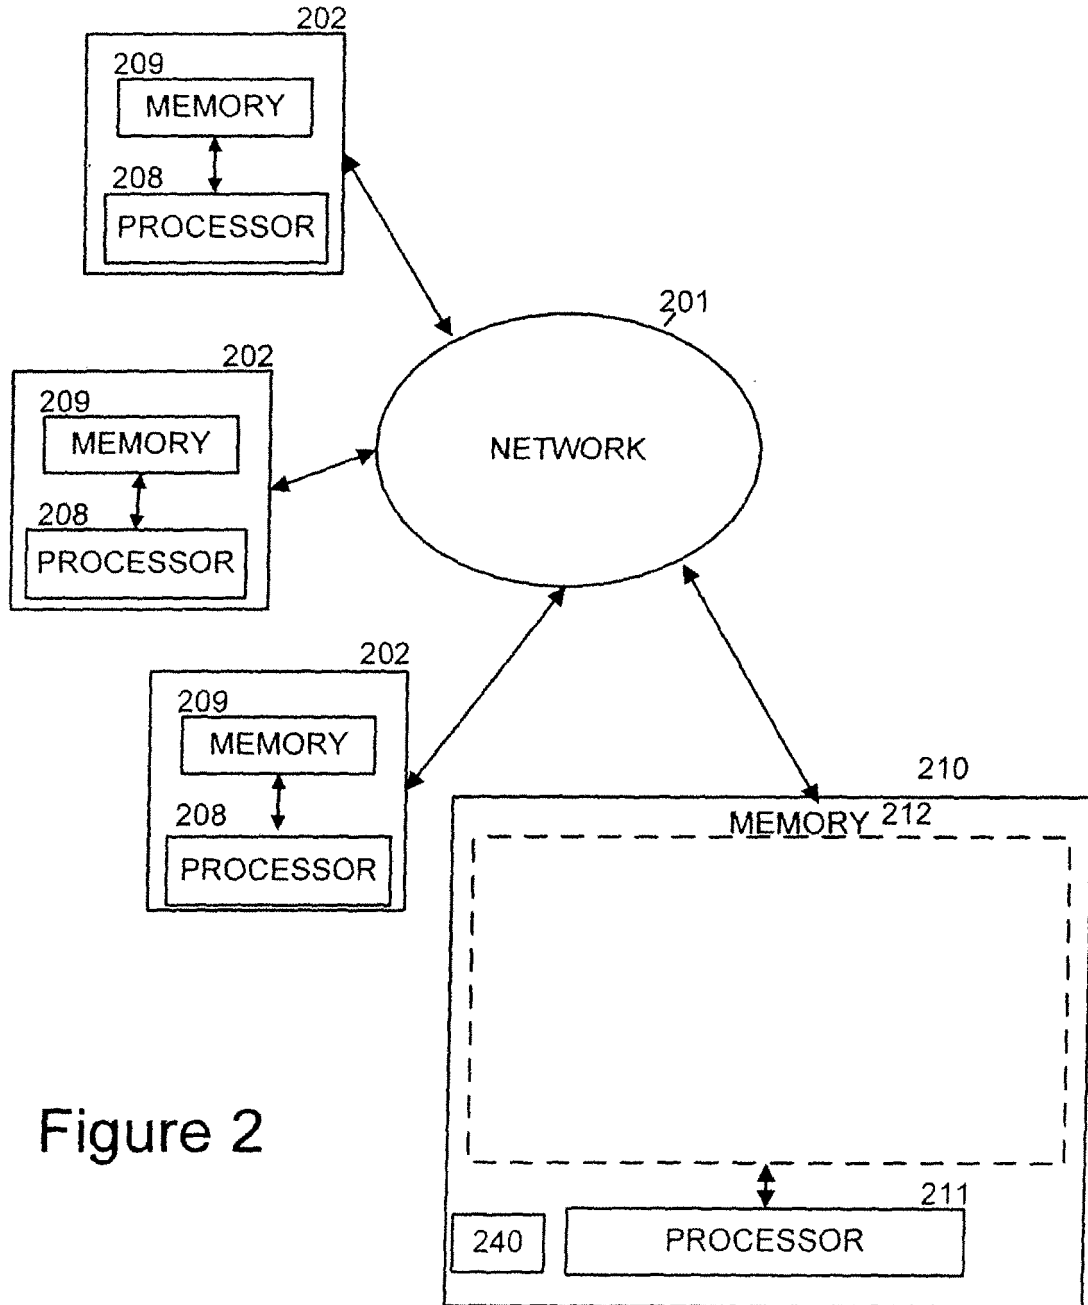 202
209
MEMORY
208
PROCESSOR
201
NETWORK
202
209
MEMORY
208
PROCESSOR
202
209
MEMORY
208
PROCESSOR
210
MEMORY 212
211
PROCESSOR
240
Figure 2